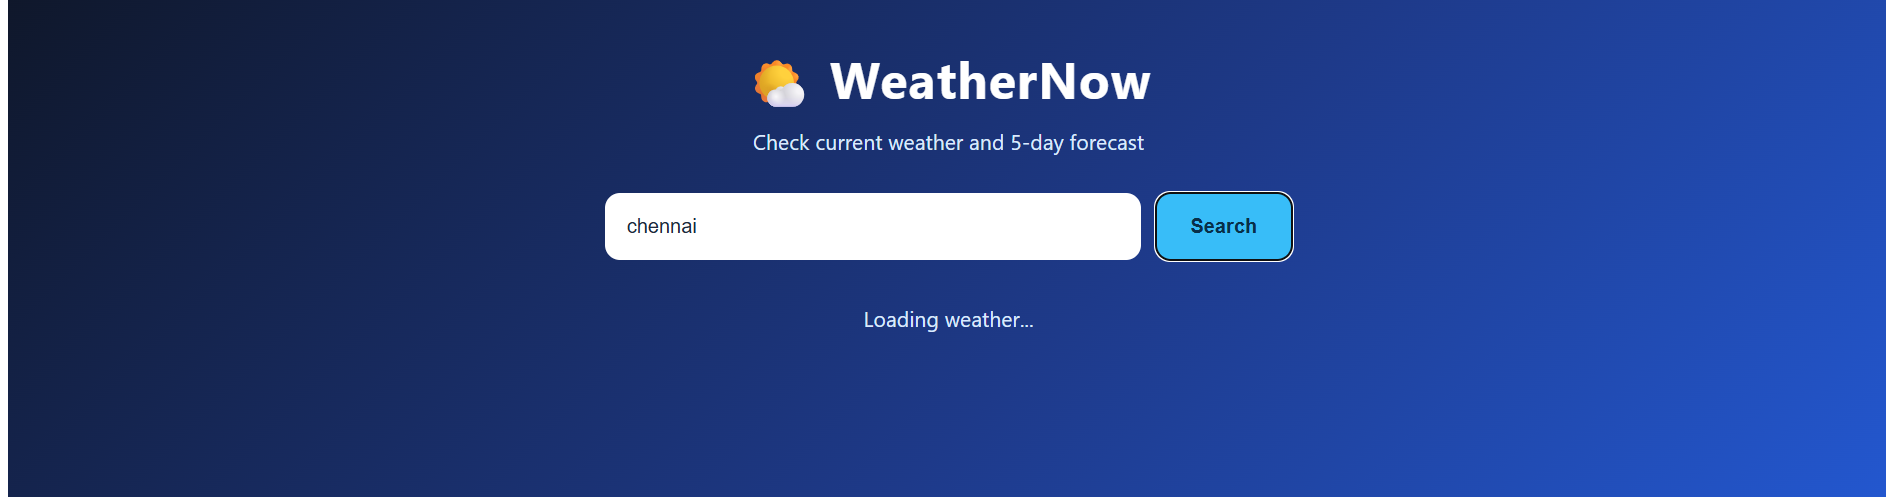 WeatherNow
Check current weather and 5-day forecast
chennai
Search
Loading weather...